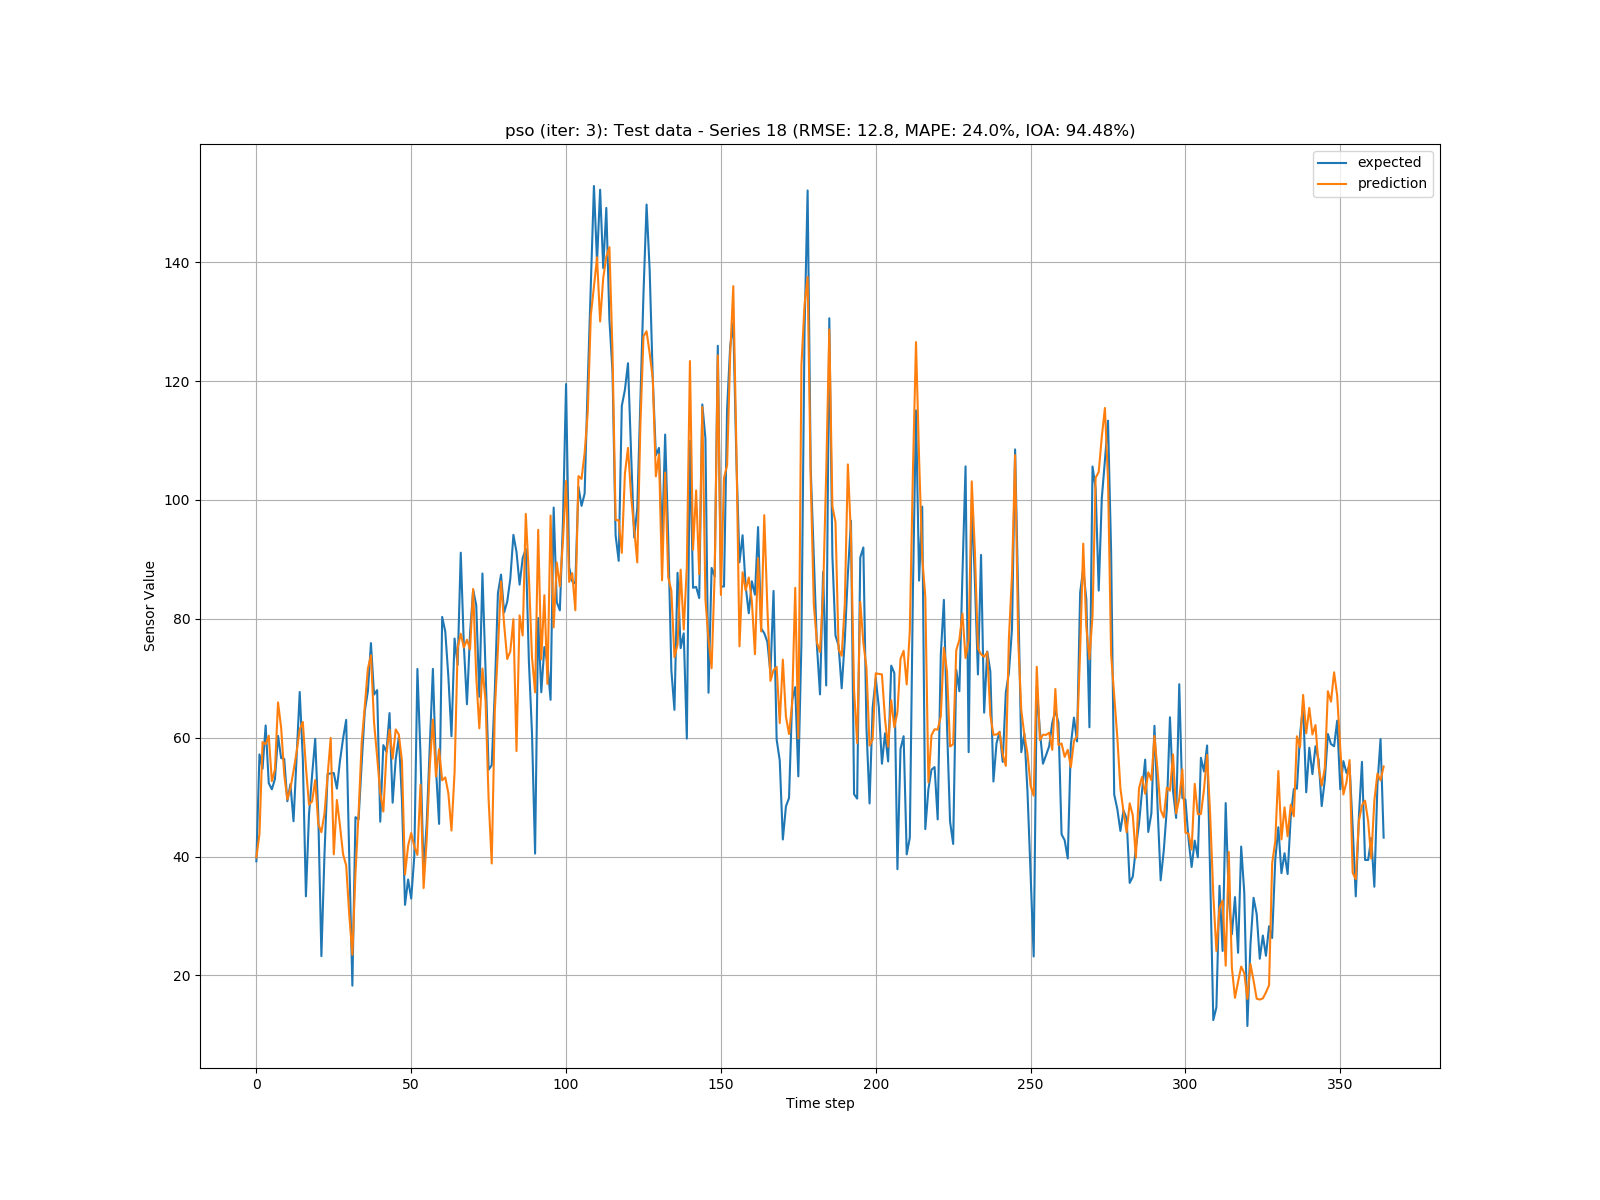 pso (iter: 3): Test data - Series 18 (RMSE: 12.8, MAPE: 24.0%, IOA: 94.48%)
expected
prediction
140
120
100
80
60
40
20
Sensor Value
0 50 100 150 200 250 300 350
Time step